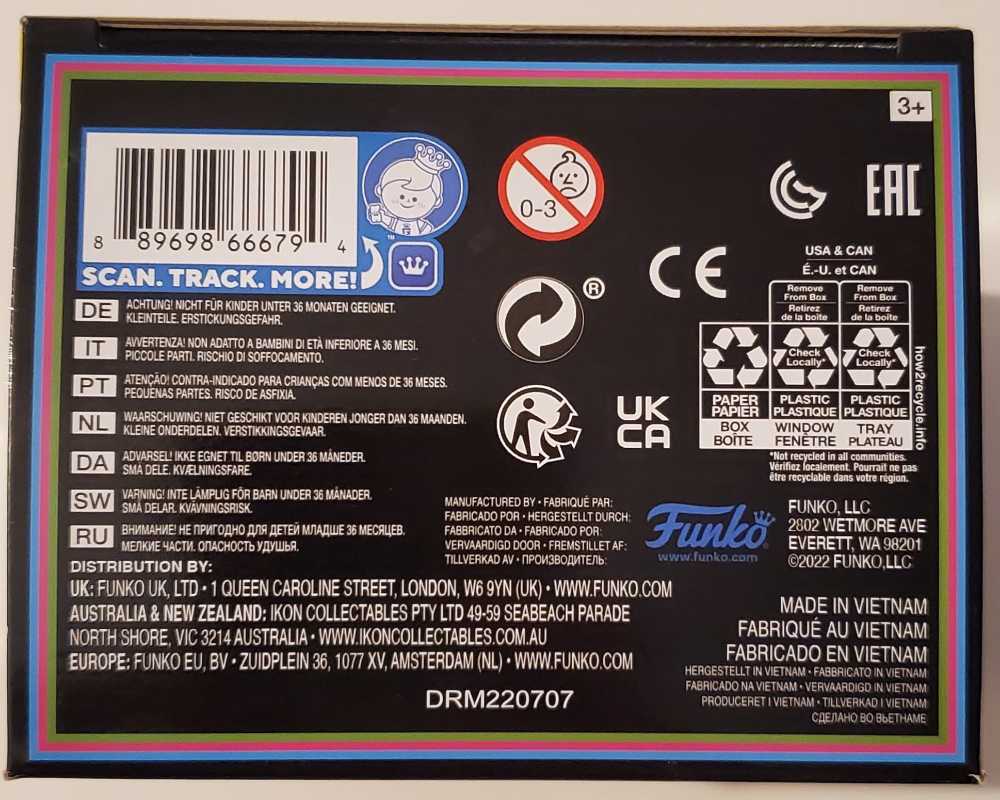 3+
8 89698 66679 4
SCAN. TRACK. MORE!
™
0-3
®
CE
EAC
UK
CA
USA & CAN
É.-U. et CAN
Remove
From Box
Retirez
de la boîte
Remove
From Box
Retirez
de la boîte
Check
Locally*
Check
Locally*
PAPER
PAPIER
PLASTIC
PLASTIQUE
PLASTIC
PLASTIQUE
BOX
BOÎTE
WINDOW
FENÊTRE
TRAY
PLATEAU
how2recycle.info
*Not recycled in all communities.
Vérifiez localement. Pourrait ne pas
être recyclable dans votre région.
DE ACHTUNG! NICHT FÜR KINDER UNTER 36 MONATEN GEEIGNET.
KLEINTEILE. ERSTICKUNGSGEFAHR.
IT AVVERTENZA! NON ADATTO A BAMBINI DI ETÀ INFERIORE A 36 MESI.
PICCOLE PARTI. RISCHIO DI SOFFOCAMENTO.
PT ATENÇÃO! CONTRA-INDICADO PARA CRIANÇAS COM MENOS DE 36 MESES.
PEQUENAS PARTES. RISCO DE ASFIXIA.
NL WAARSCHUWING! NIET GESCHIKT VOOR KINDEREN JONGER DAN 36 MAANDEN.
KLEINE ONDERDELEN. VERSTIKKINGSGEVAAR.
DA ADVARSEL! IKKE EGNET TIL BØRN UNDER 36 MÅNEDER.
SMÅ DELE. KVÆLNINGSFARE.
SW VARNING! INTE LÄMPLIG FÖR BARN UNDER 36 MÅNADER.
SMÅ DELAR. KVÄVNINGSRISK.
RU ВНИМАНИЕ! НЕ ПРИГОДНО ДЛЯ ДЕТЕЙ МЛАДШЕ 36 МЕСЯЦЕВ.
МЕЛКИЕ ЧАСТИ. ОПАСНОСТЬ УДУШЬЯ.
MANUFACTURED BY • FABRIQUÉ PAR:
FABRICADO POR • HERGESTELLT DURCH:
FABBRICATO DA • FABRICADO POR:
VERVAARDIGD DOOR • FREMSTILLET AF:
TILLVERKAD AV • ПРОИЗВОДИТЕЛЬ:
Funko
www.funko.com
FUNKO, LLC
2802 WETMORE AVE
EVERETT, WA 98201
©2022 FUNKO,LLC
DISTRIBUTION BY:
UK: FUNKO UK, LTD • 1 QUEEN CAROLINE STREET, LONDON, W6 9YN (UK) • WWW.FUNKO.COM
AUSTRALIA & NEW ZEALAND: IKON COLLECTABLES PTY LTD 49-59 SEABEACH PARADE
NORTH SHORE, VIC 3214 AUSTRALIA • WWW.IKONCOLLECTABLES.COM.AU
EUROPE: FUNKO EU, BV • ZUIDPLEIN 36, 1077 XV, AMSTERDAM (NL) • WWW.FUNKO.COM
DRM220707
MADE IN VIETNAM
FABRIQUÉ AU VIETNAM
FABRICADO EN VIETNAM
HERGESTELLT IN VIETNAM • FABBRICATO IN VIETNAM
FABRICADO NA VIETNAM • VERVAARDIGD IN VIETNAM
PRODUCERET I VIETNAM • TILLVERKAD I VIETNAM
СДЕЛАНО ВО ВЬЕТНАМЕ